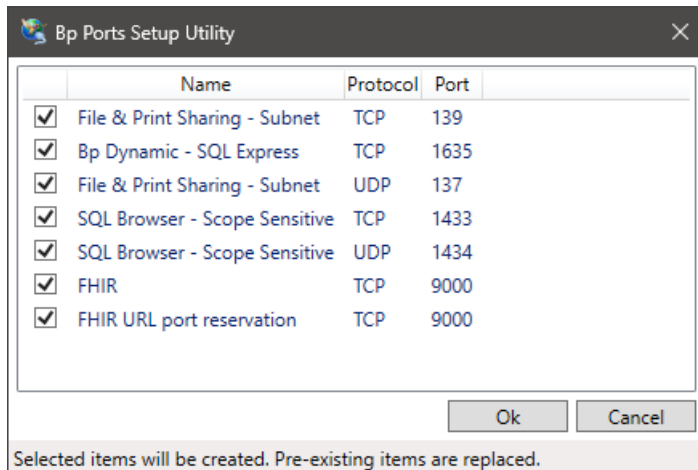 Bp Ports Setup Utility
Name Protocol Port
File & Print Sharing - Subnet TCP 139
Bp Dynamic - SQL Express TCP 1635
File & Print Sharing - Subnet UDP 137
SQL Browser - Scope Sensitive TCP 1433
SQL Browser - Scope Sensitive UDP 1434
FHIR TCP 9000
FHIR URL port reservation TCP 9000
Ok Cancel
Selected items will be created. Pre-existing items are replaced.